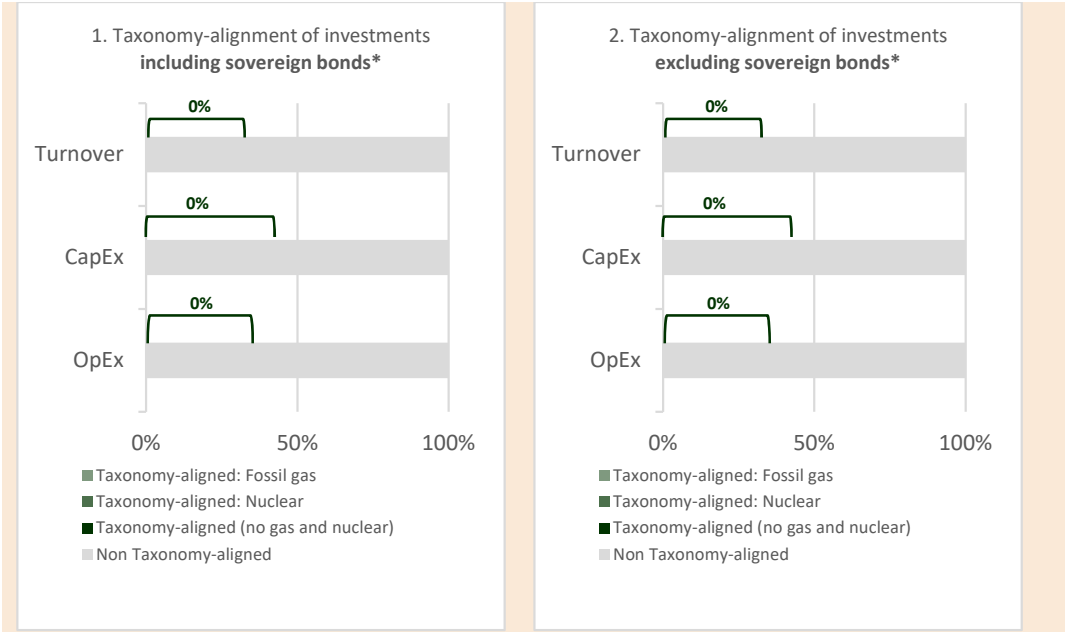 1. Taxonomy-alignment of investments
including sovereign bonds*
0%
Turnover
0%
CapEx
0%
OpEx
0%
50%
100%
Taxonomy-aligned: Fossil gas
Taxonomy-aligned: Nuclear
Taxonomy-aligned (no gas and nuclear)
Non Taxonomy-aligned
2. Taxonomy-alignment of investments
excluding sovereign bonds*
0%
Turnover
0%
CapEx
0%
OpEx
0%
50%
100%
Taxonomy-aligned: Fossil gas
Taxonomy-aligned: Nuclear
Taxonomy-aligned (no gas and nuclear)
Non Taxonomy-aligned